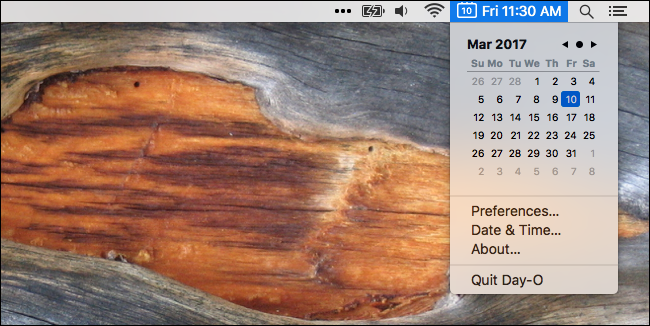 ••• 10 Fri 11:30 AM
Mar 2017
Su Mo Tu We Th Fr Sa
26 27 28 1 2 3 4
5 6 7 8 9 10 11
12 13 14 15 16 17 18
19 20 21 22 23 24 25
26 27 28 29 30 31 1
2 3 4 5 6 7 8
Preferences...
Date & Time...
About...
Quit Day-O